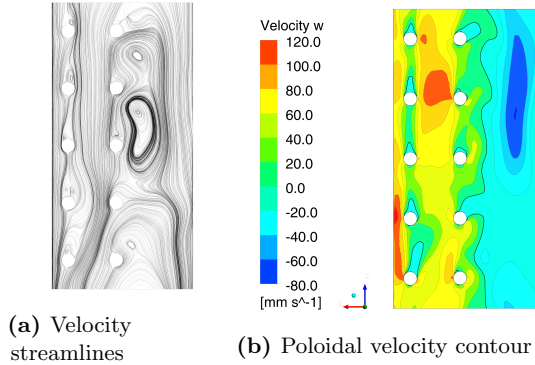 Velocity w
120.0
100.0
80.0
60.0
40.0
20.0
0.0
-20.0
-40.0
-60.0
-80.0
[mm s^-1]
(a) Velocity
streamlines
(b) Poloidal velocity contour